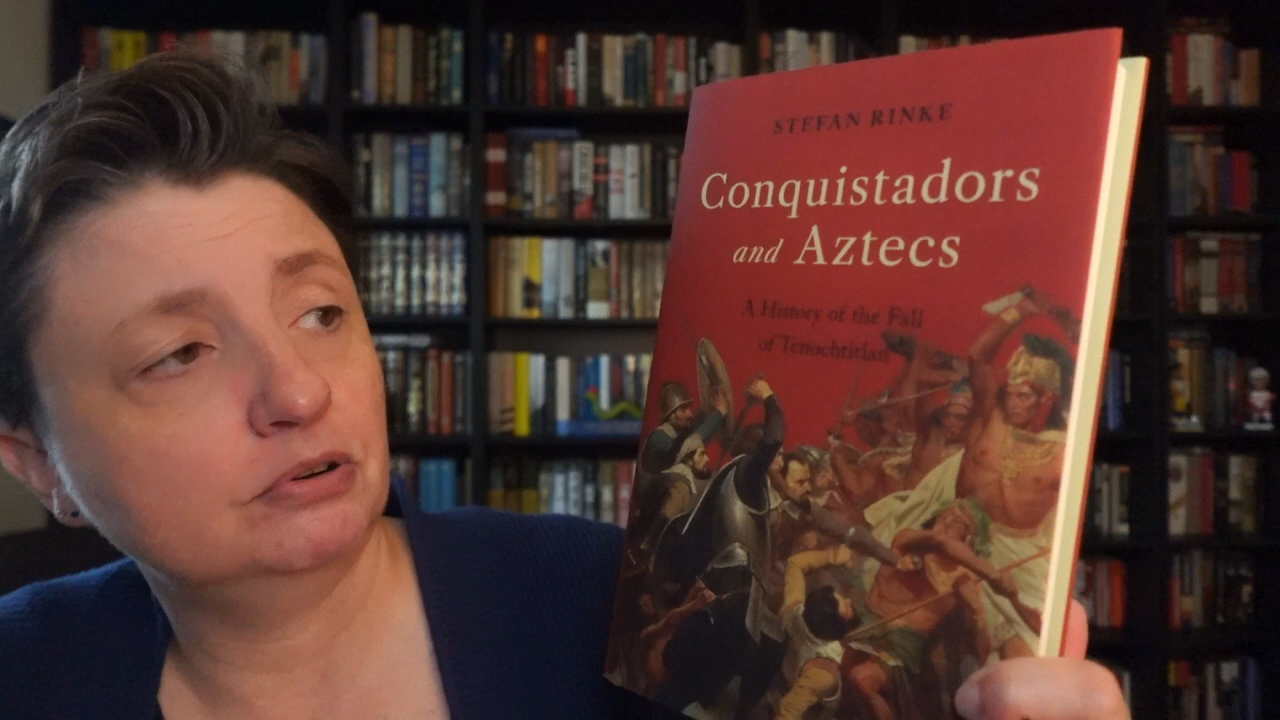 STEFAN RINKE
Conquistadors
and Aztecs
A History of the Fall
of Tenochtitlan